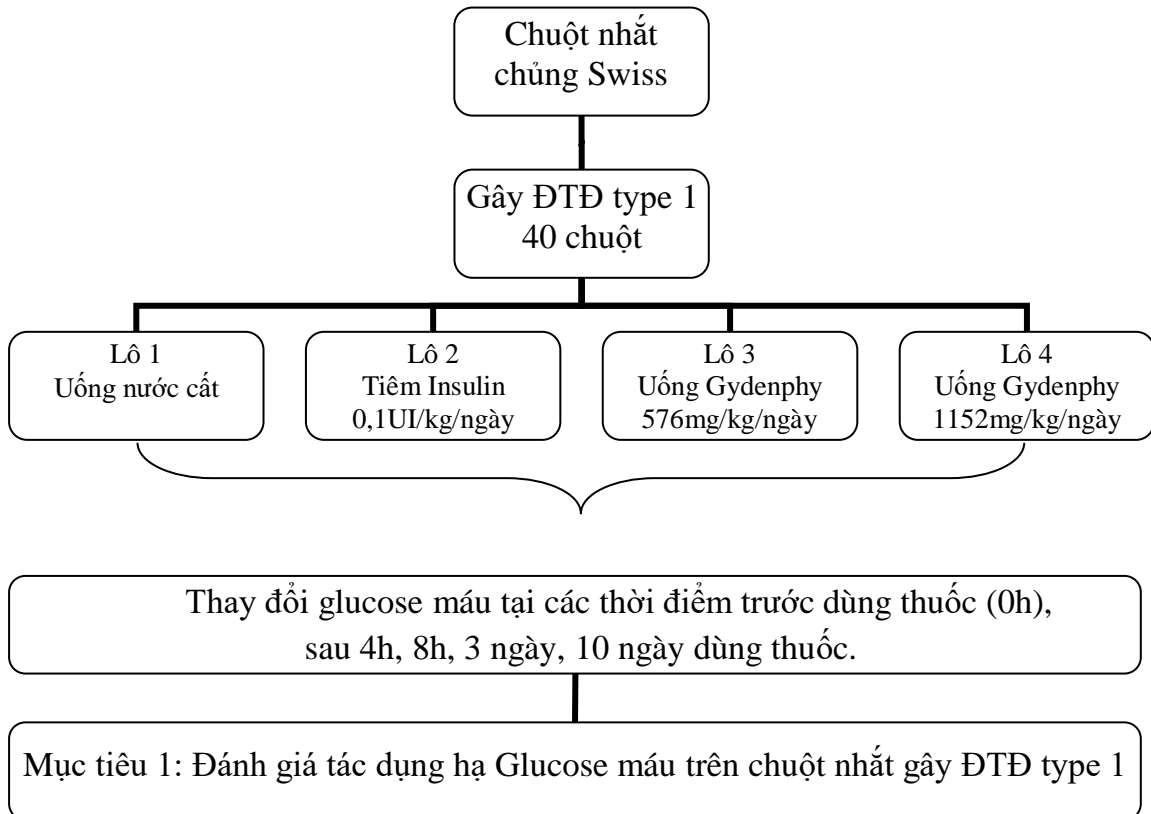 Chuột nhắt
chủng Swiss
Gây ĐTĐ type 1
40 chuột
Lô 1
Uống nước cất
Lô 2
Tiêm Insulin
0,1UI/kg/ngày
Lô 3
Uống Gydenphy
576mg/kg/ngày
Lô 4
Uống Gydenphy
1152mg/kg/ngày
Thay đổi glucose máu tại các thời điểm trước dùng thuốc (0h),
sau 4h, 8h, 3 ngày, 10 ngày dùng thuốc.
Mục tiêu 1: Đánh giá tác dụng hạ Glucose máu trên chuột nhắt gây ĐTĐ type 1